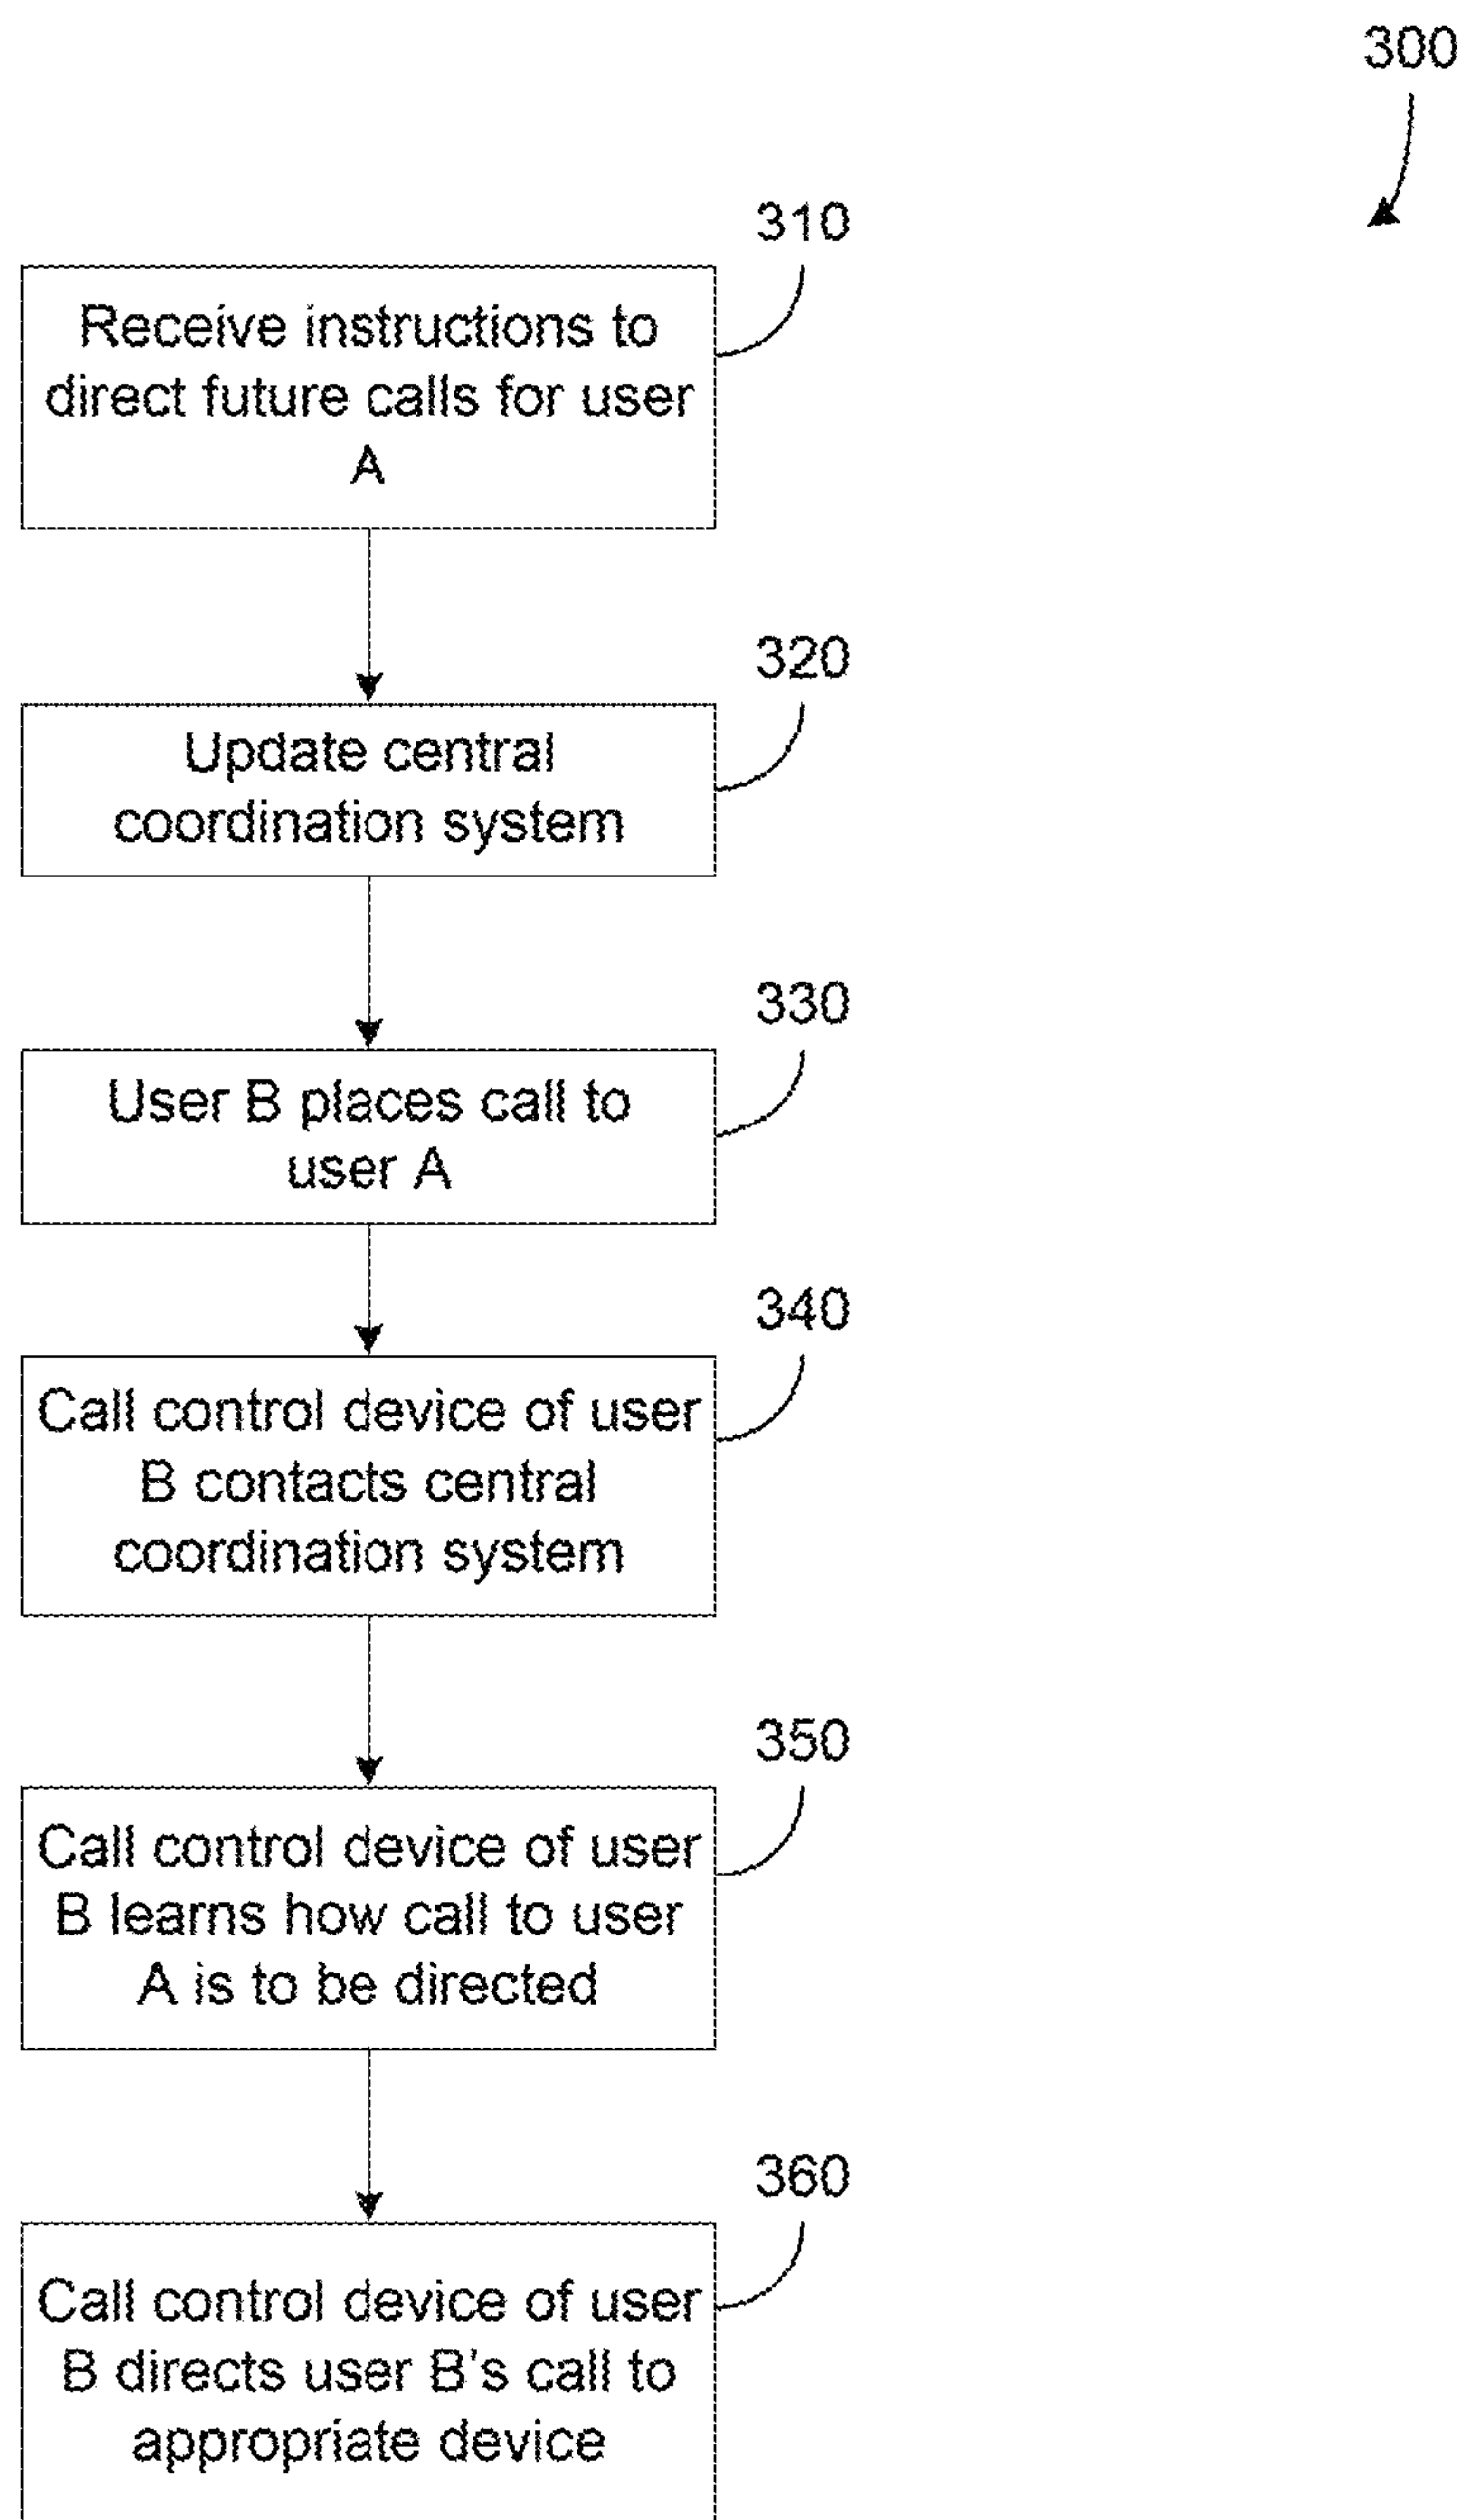 300
310
Receive instructions to
direct future calls for user
A
320
Update central
coordination system
330
User B places call to
user A
340
Call control device of user
B contacts central
coordination system
350
Call control device of user
B learns how call to user
A is to be directed
360
Call control device of user
B directs user B's call to
appropriate device